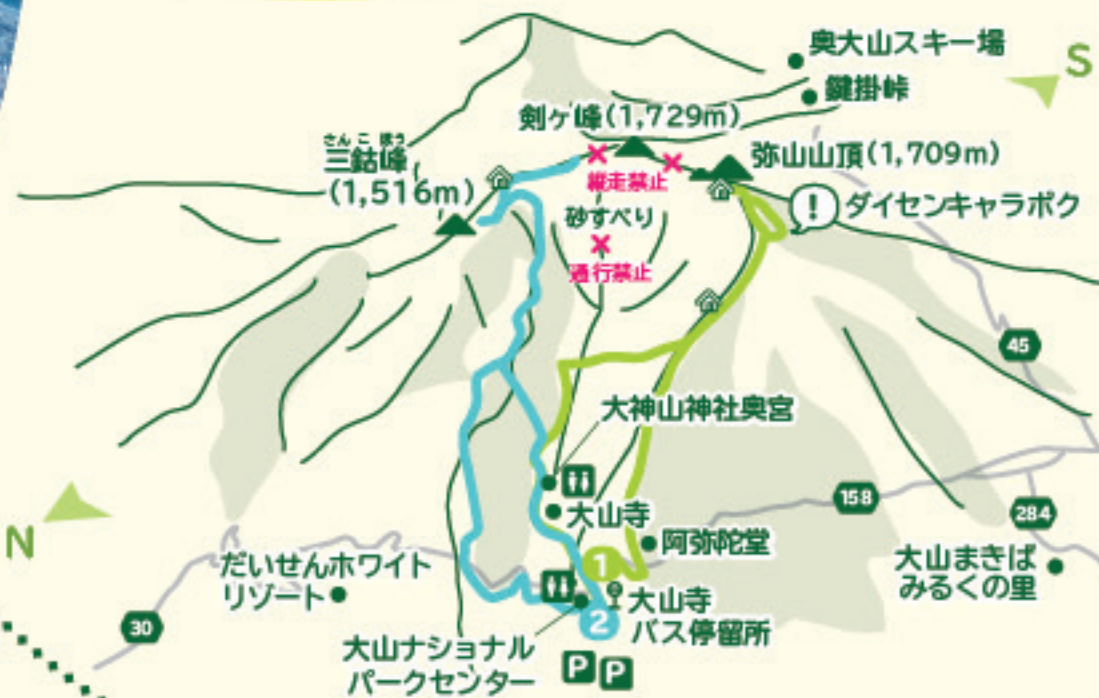 奥大山スキー場
S
鍵掛峠
剣ヶ峰(1,729m)
さんこほう
三鈷峰
(1,516m)
弥山山頂(1,709m)
縦走禁止
! ダイセンキャラボク
砂すべり
通行禁止
45
大神山神社奥宮
N
大山寺
158
284
阿弥陀堂
だいせんホワイト
リゾート
1
大山まきば
みるくの里
大山寺
バス停留所
2
30
大山ナショナル
パークセンター
P P